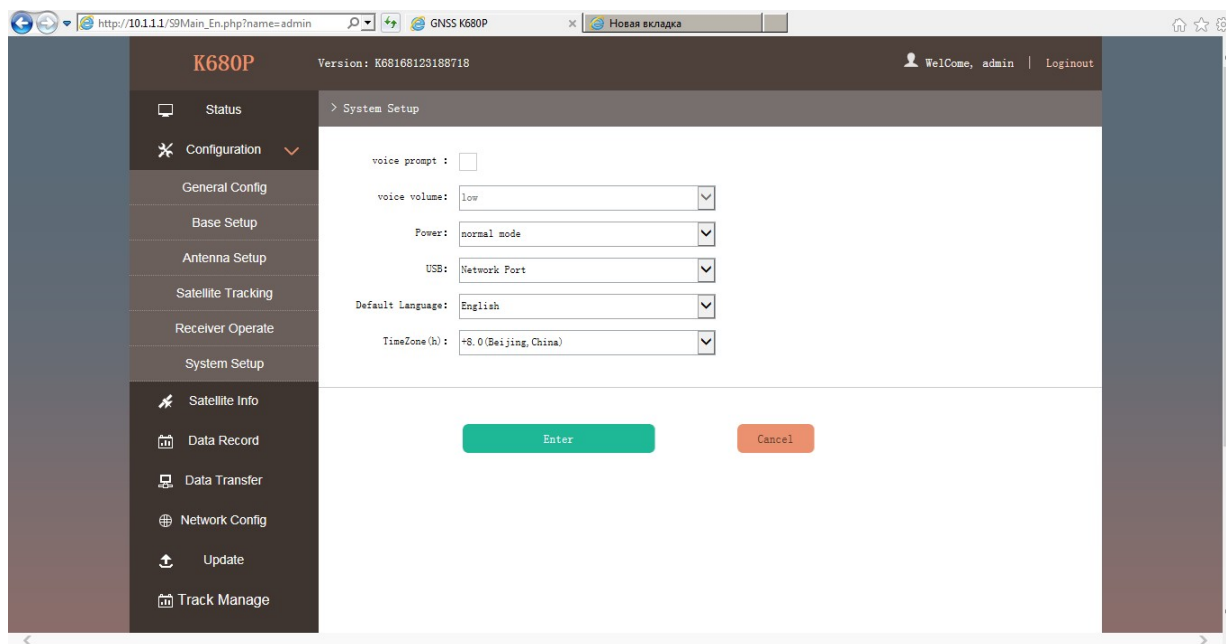 http://10.1.1.1/S9Main_En.php?name=admin
GNSS K680P
Новая вкладка
K680P
Version: K68168123188718
WelCome, admin | Loginout
Status
> System Setup
Configuration
voice prompt :
General Config
voice volume: low
Base Setup
Power: normal mode
Antenna Setup
USB: Network Port
Satellite Tracking
Default Language: English
Receiver Operate
TimeZone(h): +8.0(Beijing,China)
System Setup
Satellite Info
Data Record
Enter
Cancel
Data Transfer
Network Config
Update
Track Manage